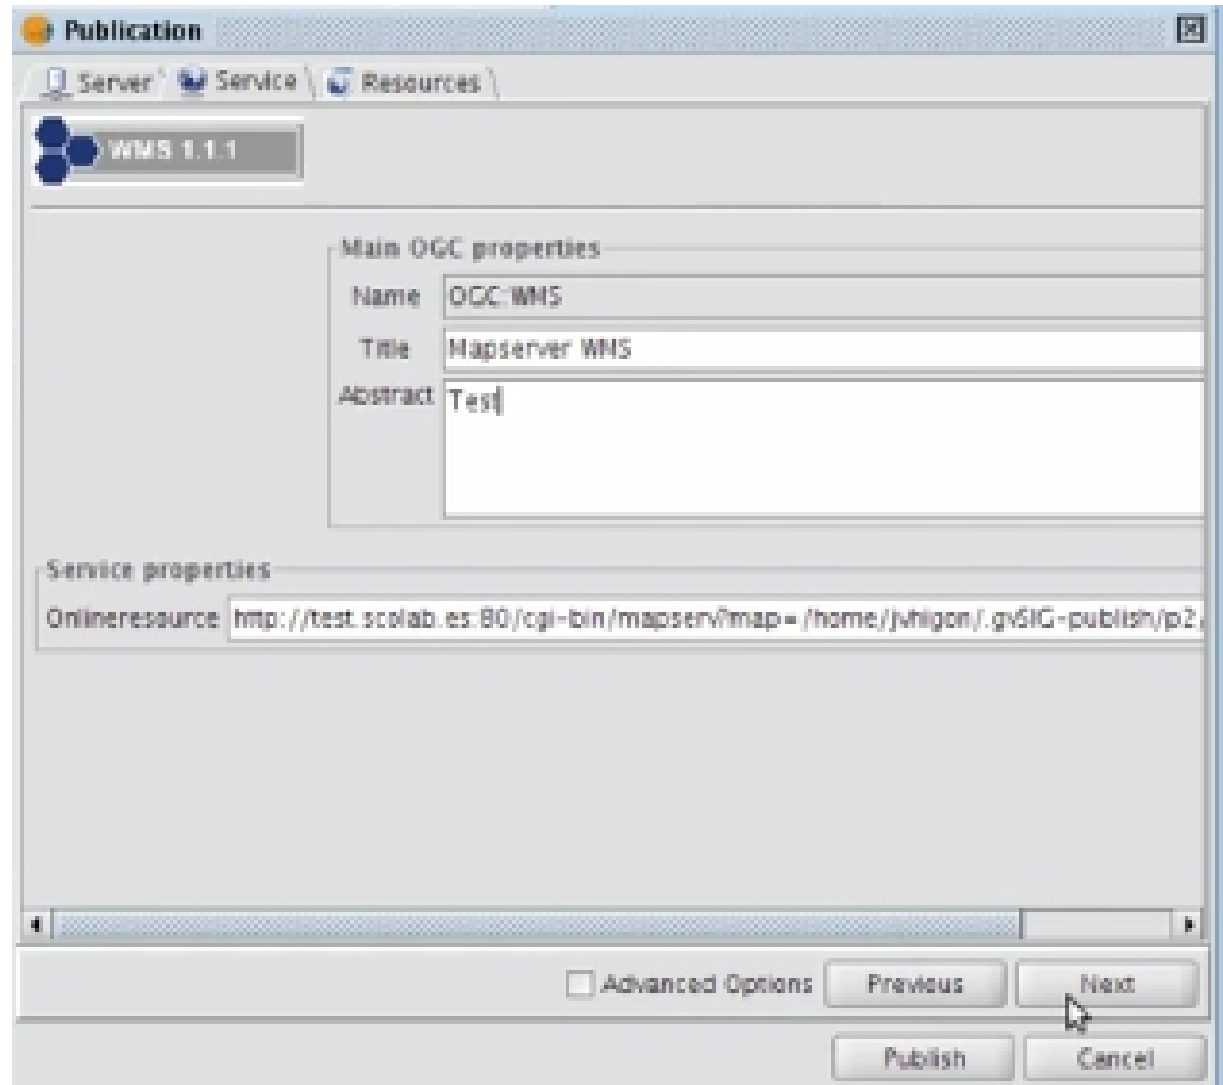 Publication
Server Service Resources
WMS 1.1.1
Main OGC properties
Name OGC:WMS
Title Mapserver WMS
Abstract Test
Service properties
Onlineresource http://test.scolab.es:80/cgi-bin/mapserv?map=/home/jvhigon/.gvSIG-publish/p2,
Advanced Options Previous Next
Publish Cancel